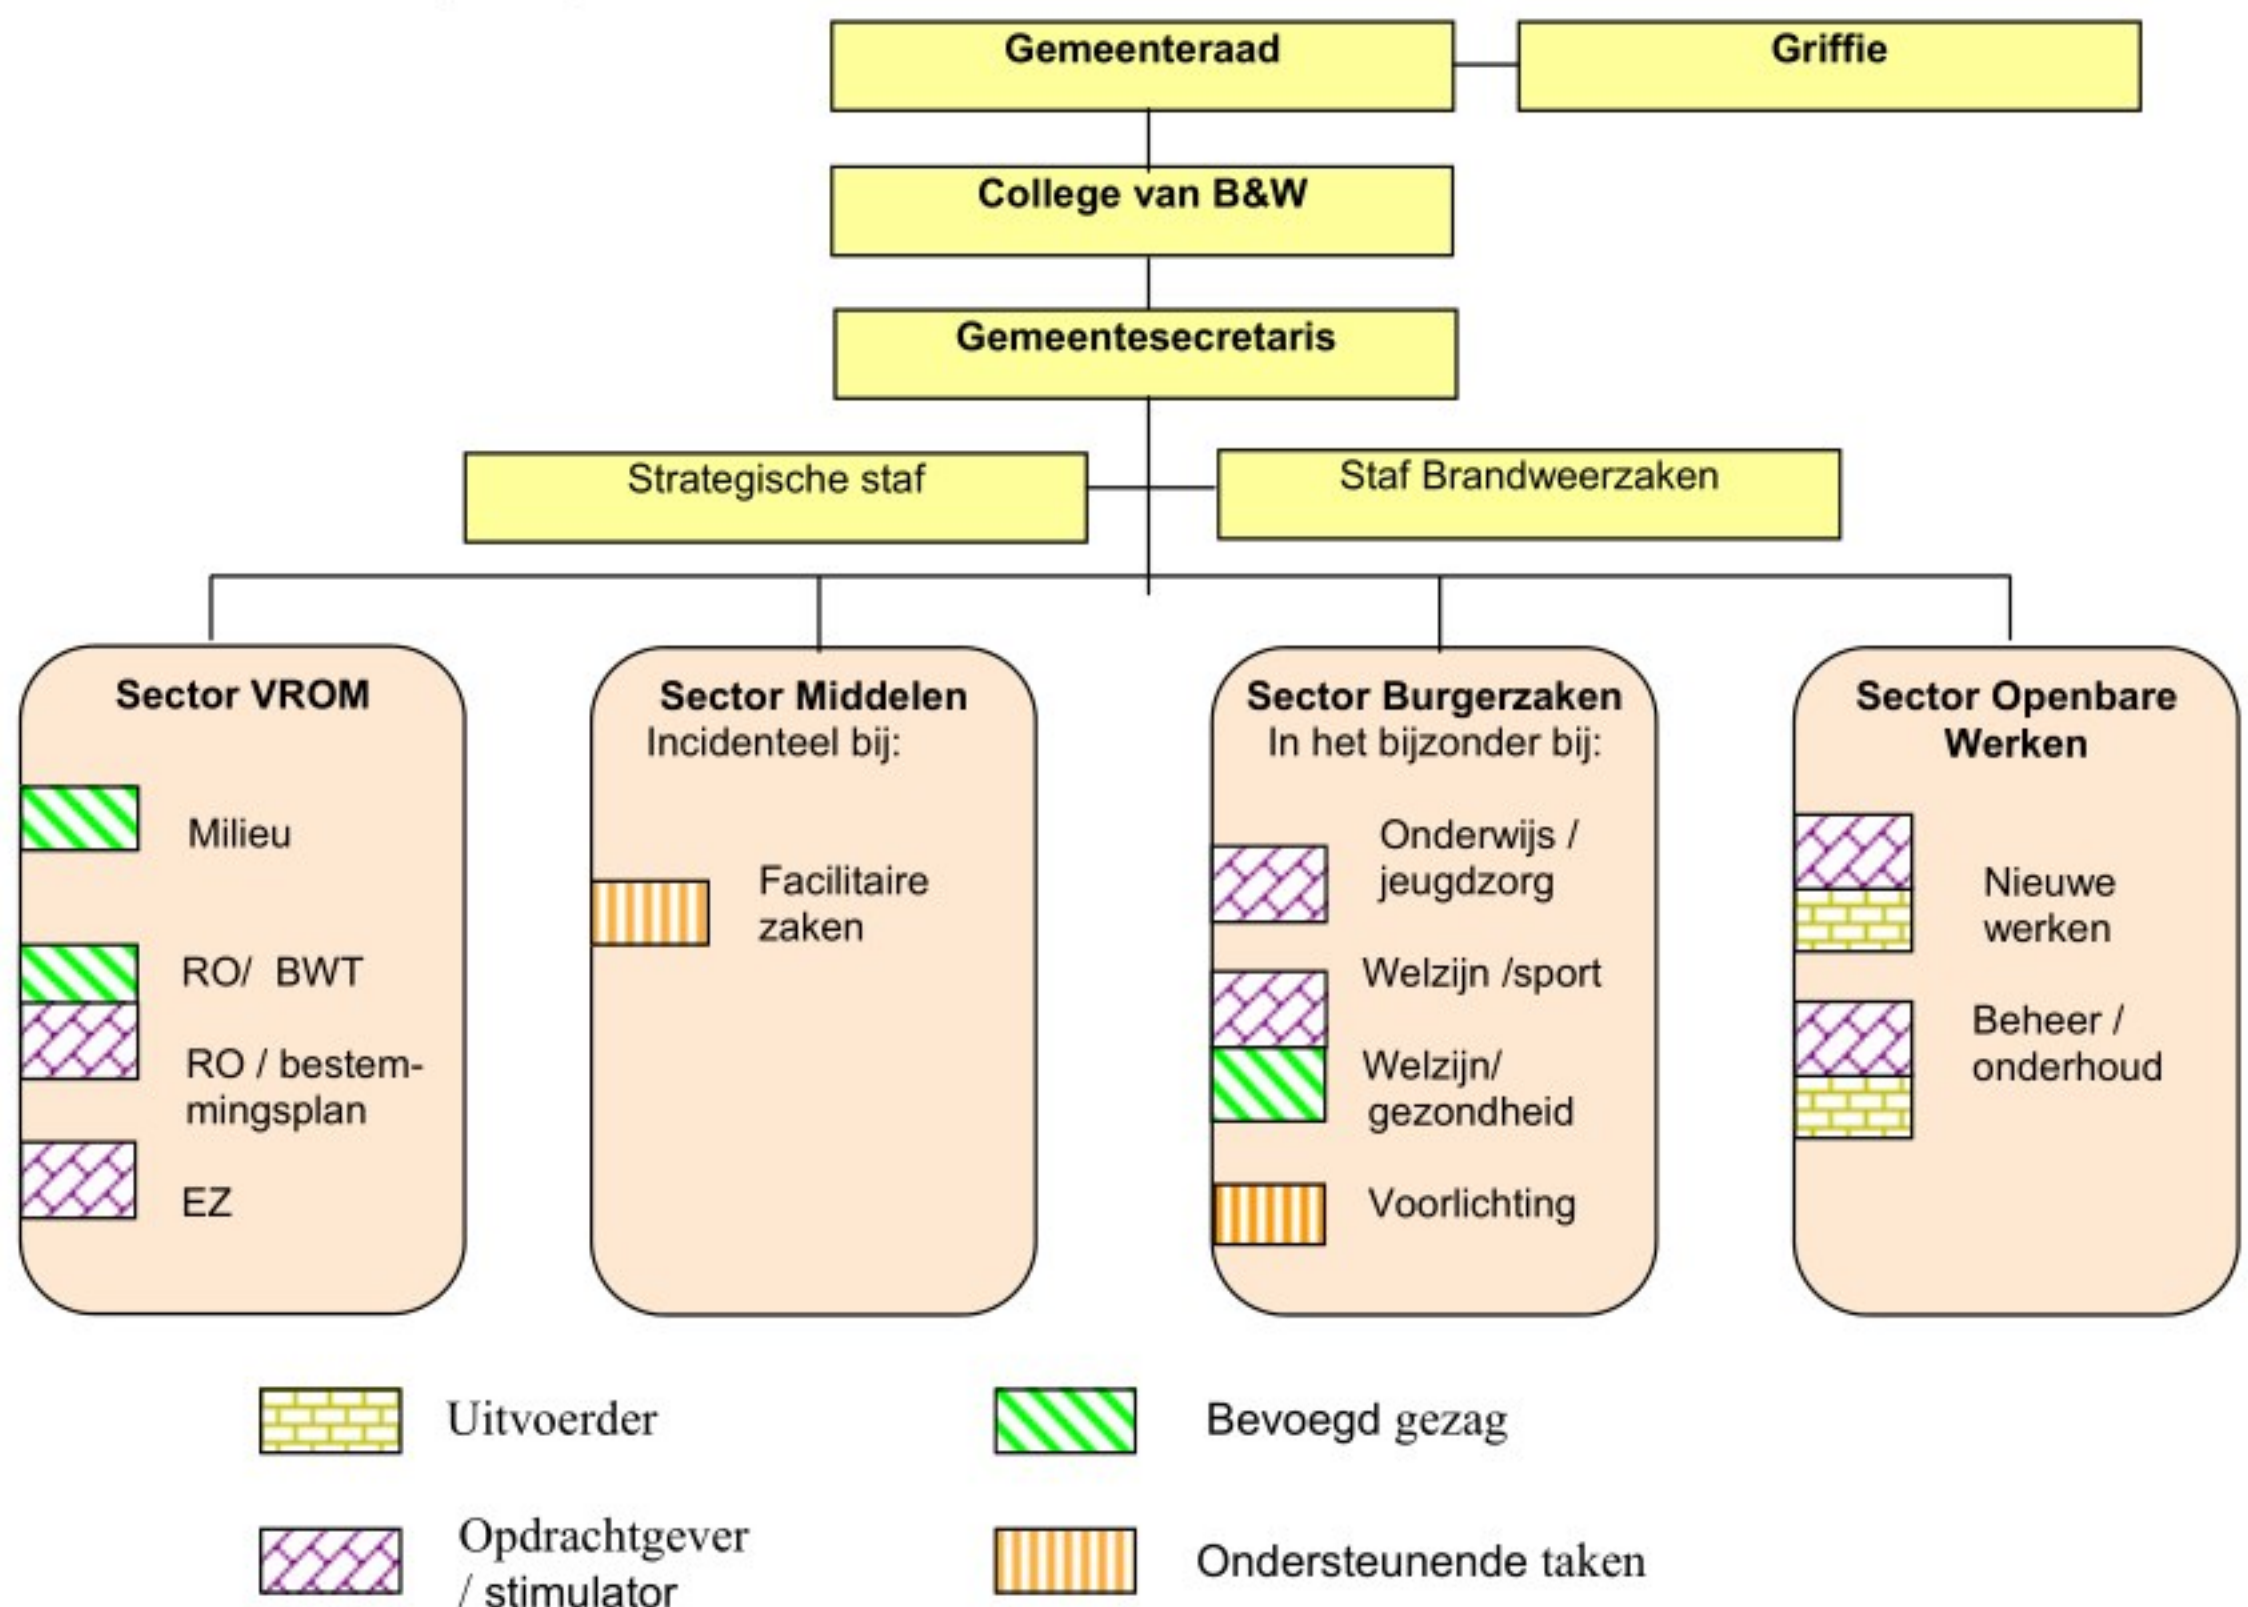 Gemeenteraad
Griffie
College van B&W
Gemeentesecretaris
Strategische staf
Staf Brandweerzaken
Sector VROM
Milieu
RO/ BWT
RO / bestem-
mingsplan
EZ
Sector Middelen
Incidenteel bij:
Facilitaire
zaken
Sector Burgerzaken
In het bijzonder bij:
Onderwijs /
jeugdzorg
Welzijn /sport
Welzijn/
gezondheid
Voorlichting
Sector Openbare
Werken
Nieuwe
werken
Beheer /
onderhoud
Uitvoerder
Bevoegd gezag
Opdrachtgever
/ stimulator
Ondersteunende taken